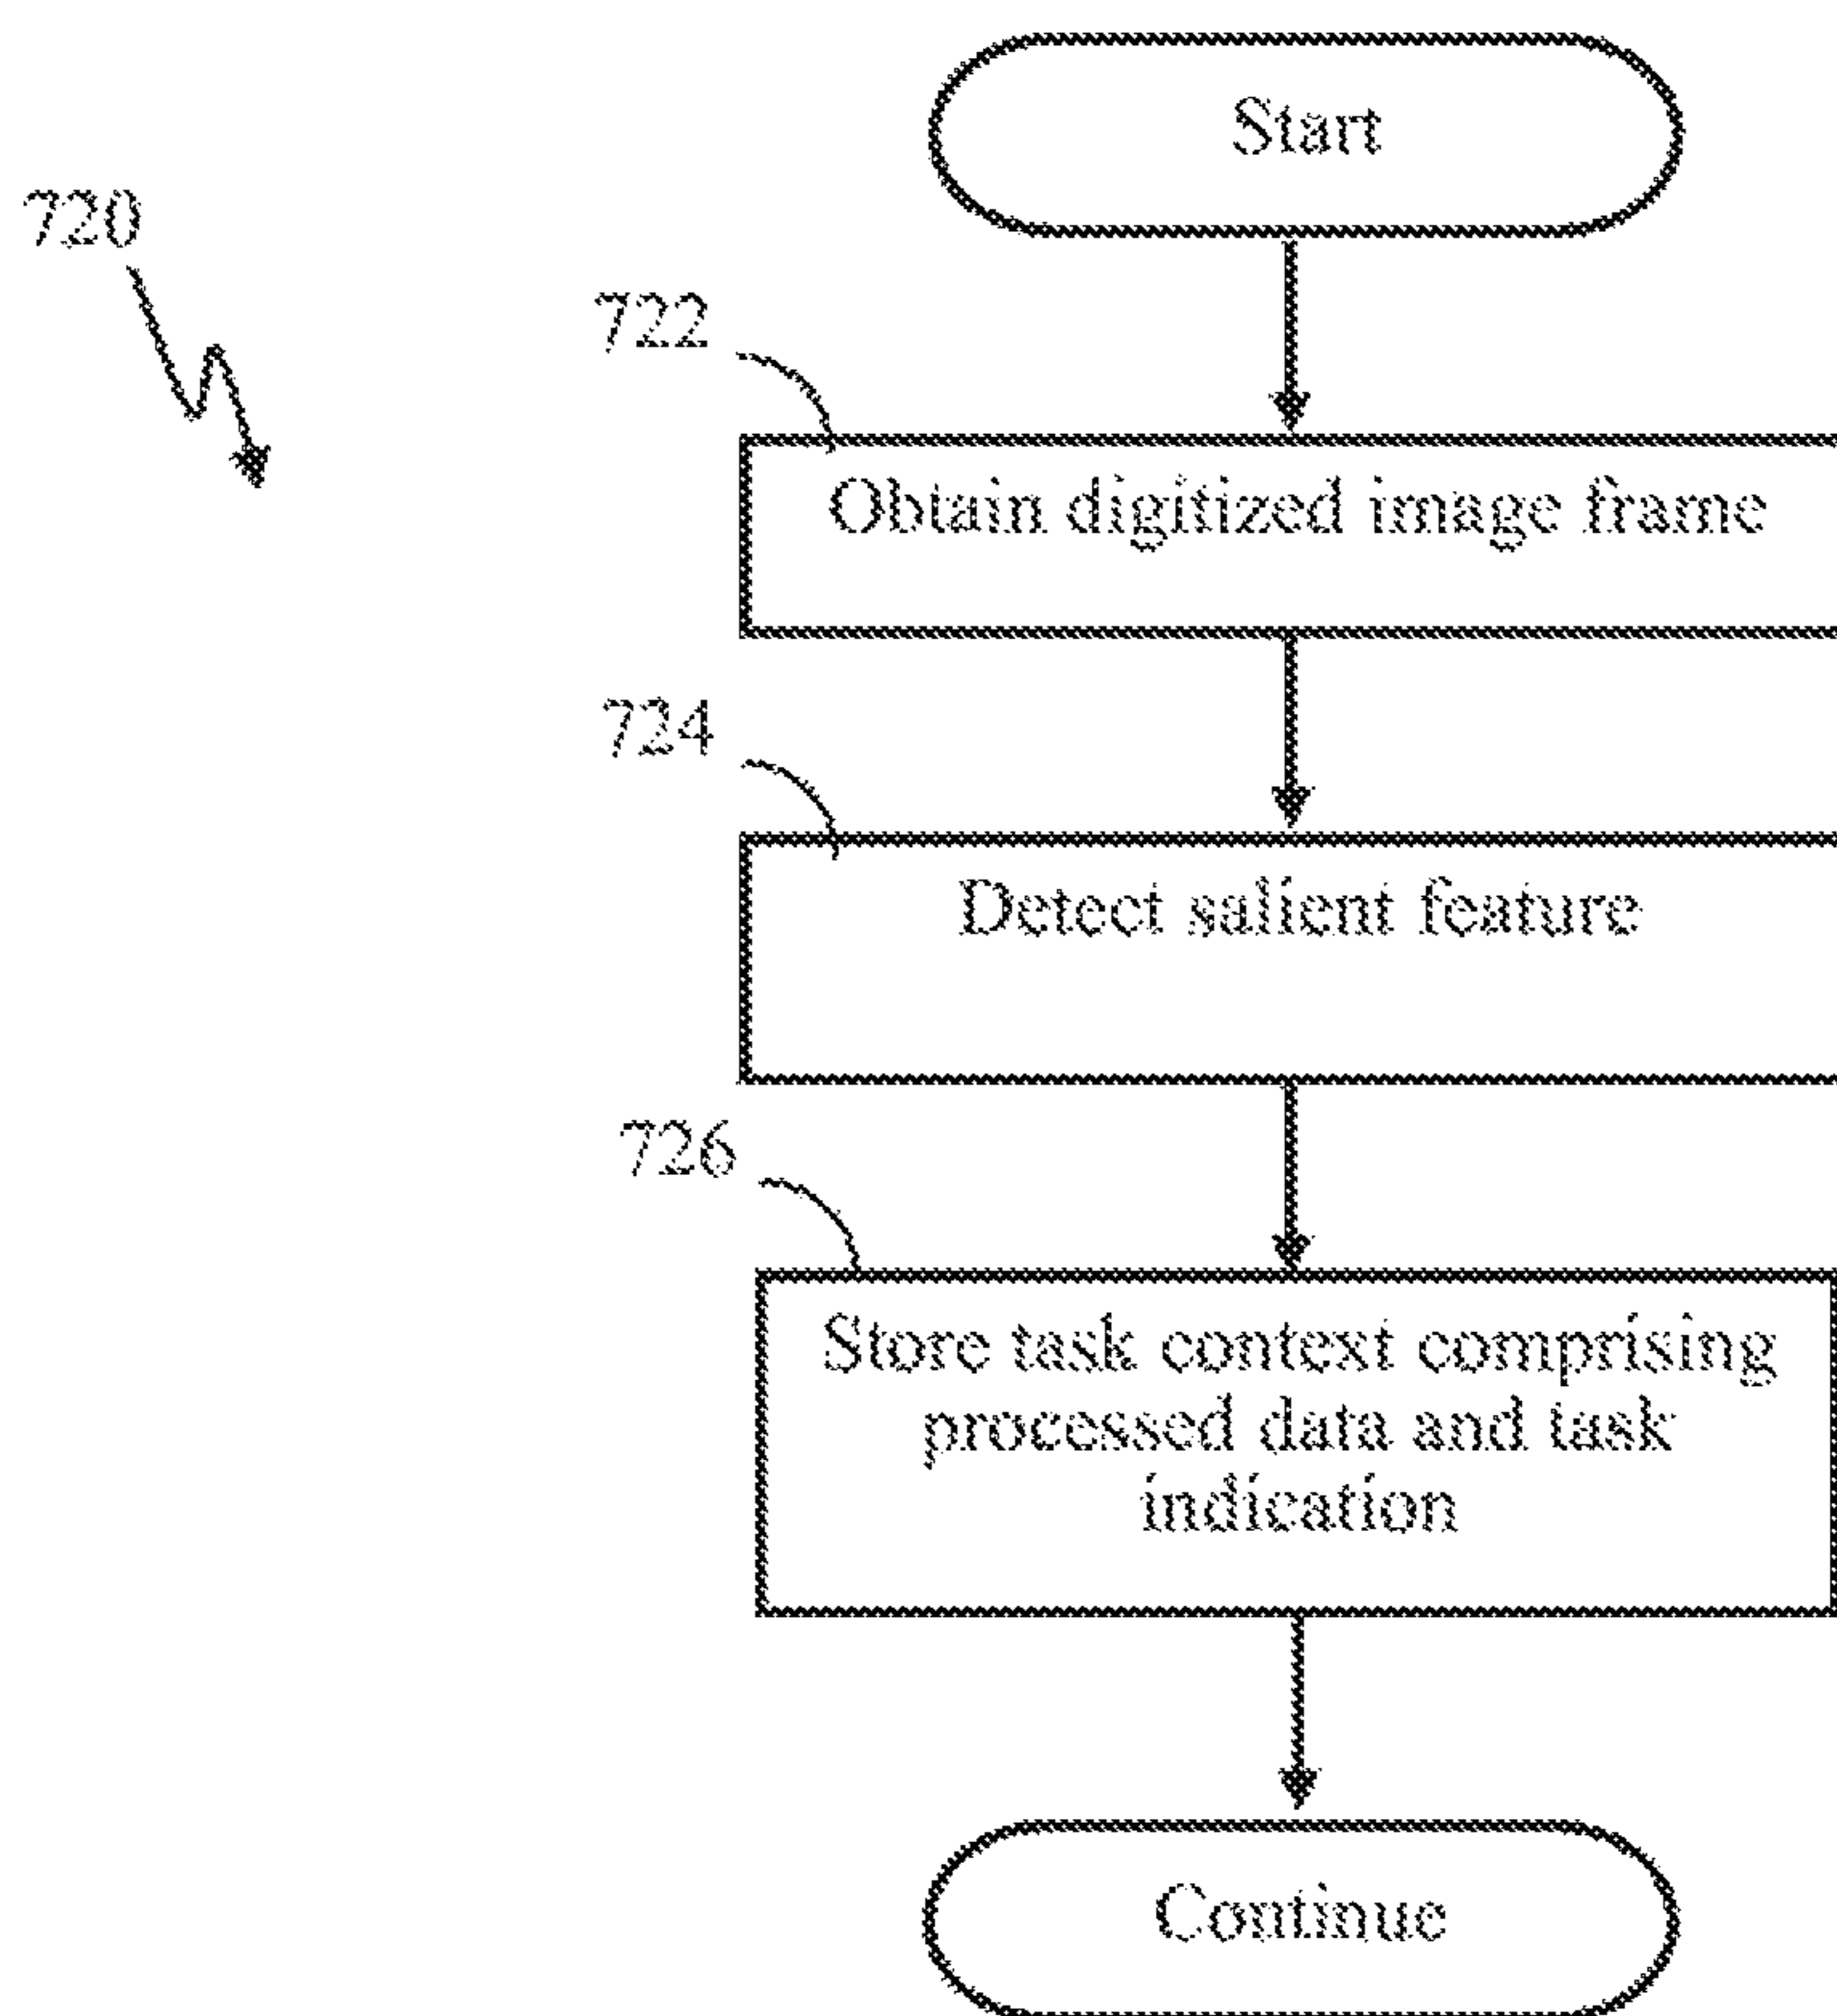 Start
720
722
Obtain digitized image frame
724
Detect salient feature
726
Store task context comprising
processed data and task
indication
Continue